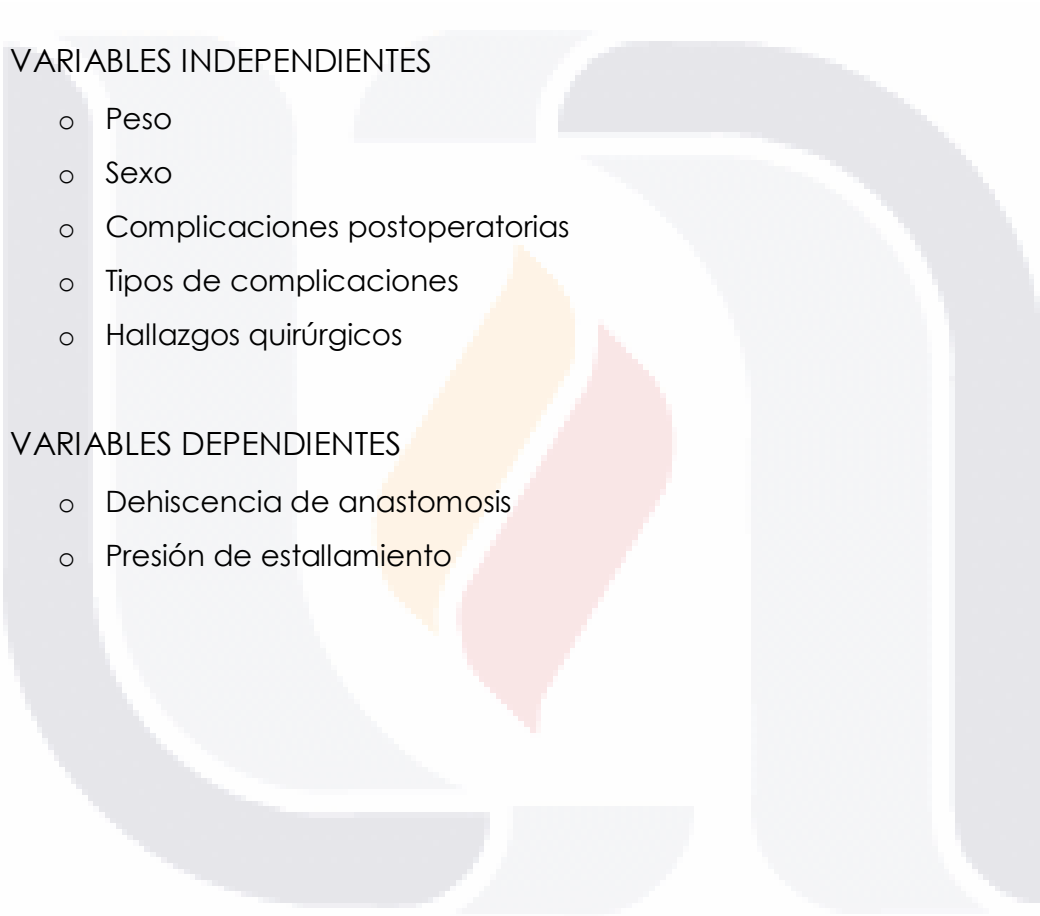 VARIABLES INDEPENDIENTES
o Peso
o Sexo
o Complicaciones postoperatorias
o Tipos de complicaciones
o Hallazgos quirúrgicos
VARIABLES DEPENDIENTES
o Dehiscencia de anastomosis
o Presión de estallamiento